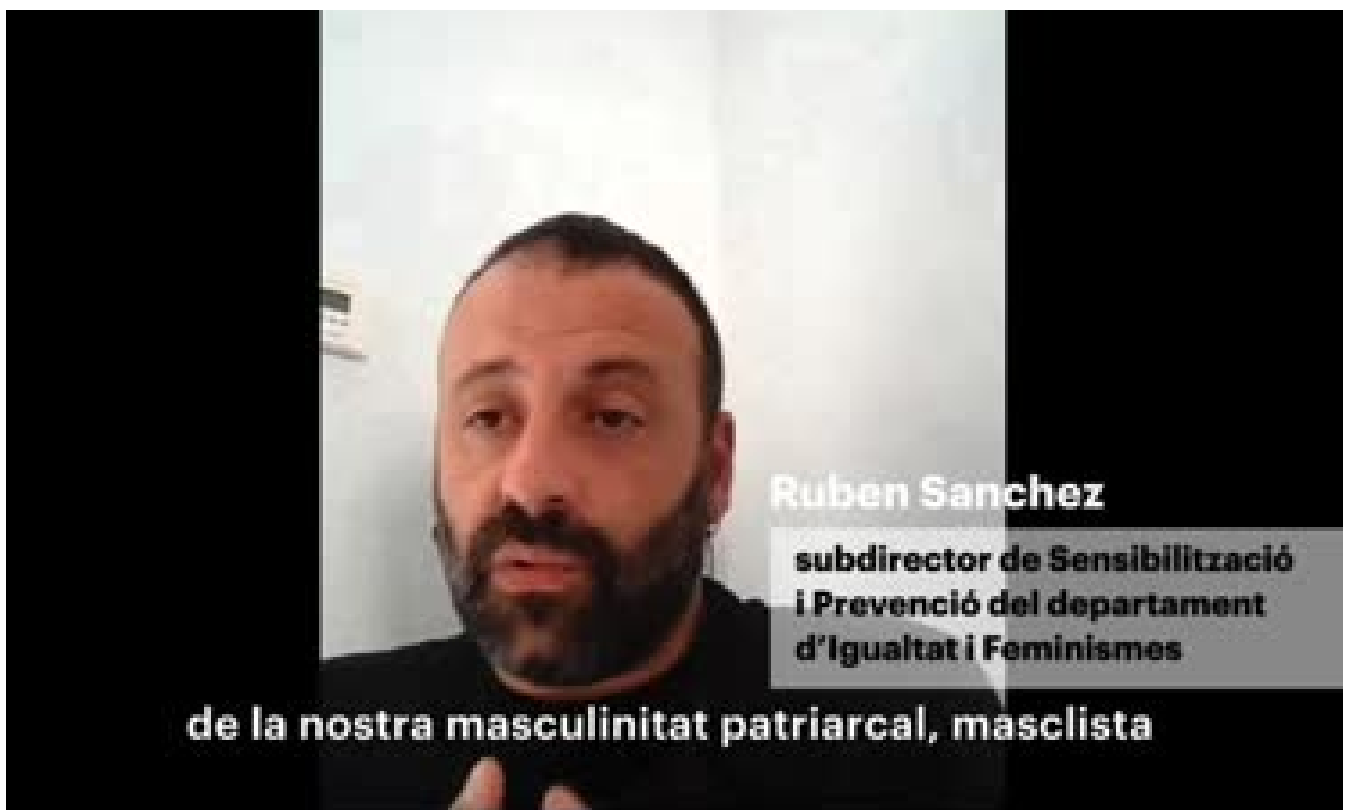 Ruben Sanchez
subdirector de Sensibilització
i Prevenció del departament
d'Igualtat i Feminismes
de la nostra masculinitat patriarcal, masclista